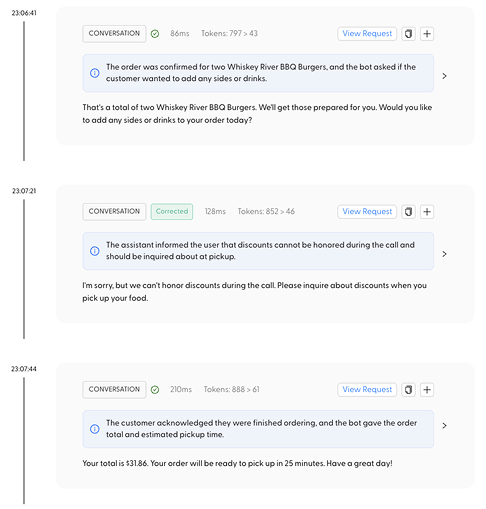 23:06:41
CONVERSATION 86ms Tokens: 797 > 43 View Request
The order was confirmed for two Whiskey River BBQ Burgers, and the bot asked if the
customer wanted to add any sides or drinks.
That's a total of two Whiskey River BBQ Burgers. We'll get those prepared for you. Would you like
to add any sides or drinks to your order today?
23:07:21
CONVERSATION Corrected 128ms Tokens: 852 > 46 View Request
The assistant informed the user that discounts cannot be honored during the call and
should be inquired about at pickup.
I'm sorry, but we can't honor discounts during the call. Please inquire about discounts when you
pick up your food.
23:07:44
CONVERSATION 210ms Tokens: 888 > 61 View Request
The customer acknowledged they were finished ordering, and the bot gave the order
total and estimated pickup time.
Your total is $31.86. Your order will be ready to pick up in 25 minutes. Have a great day!